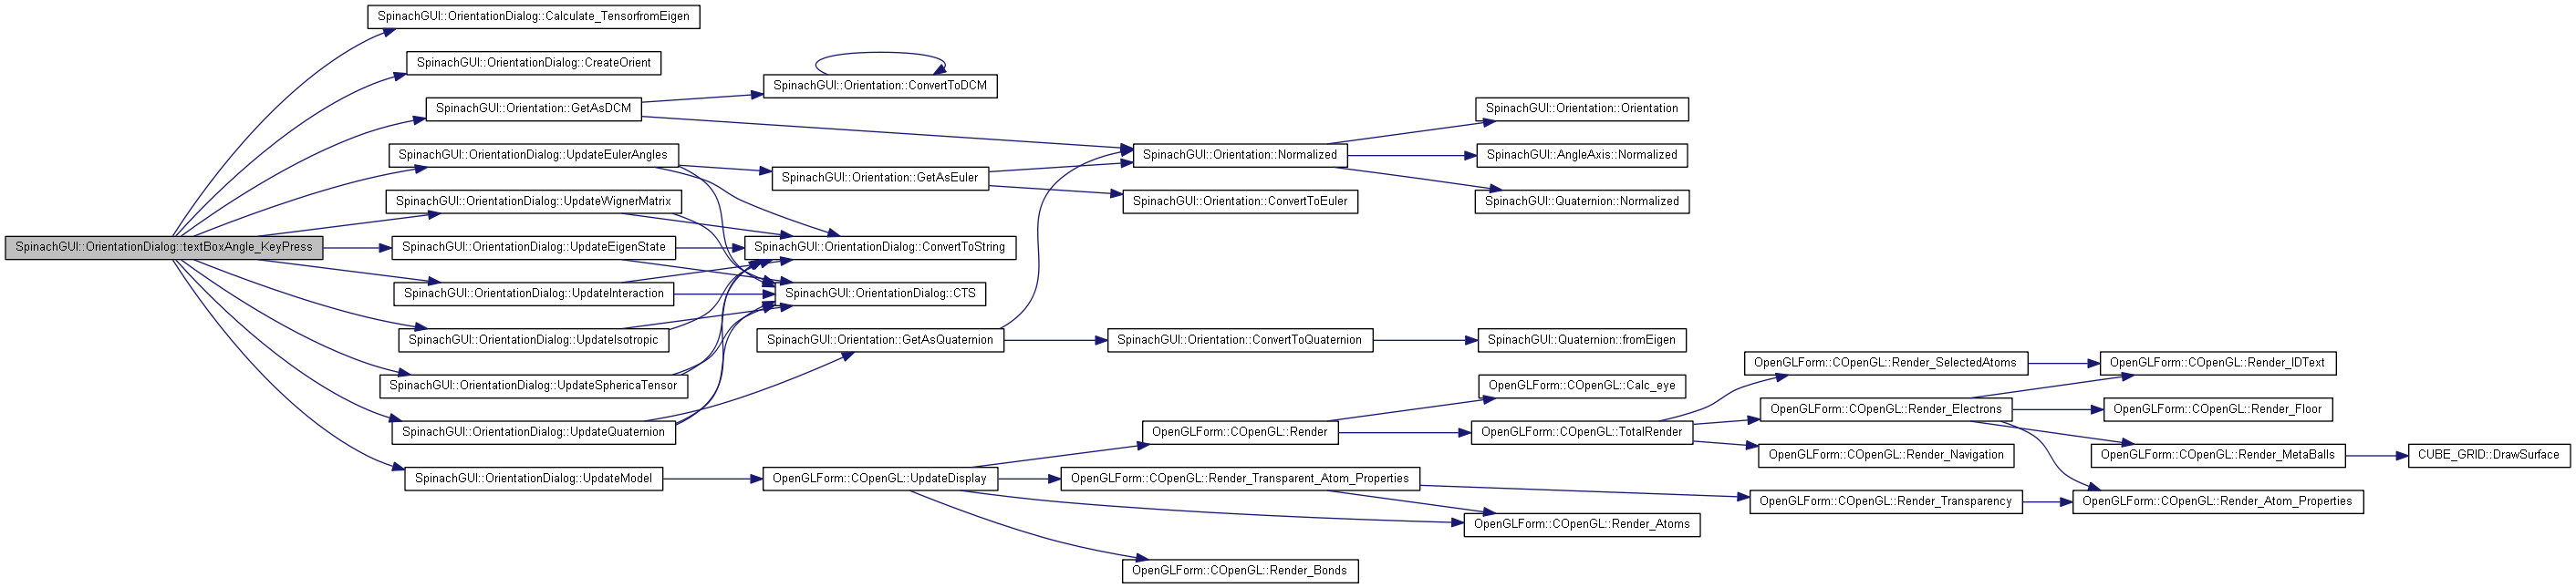 SpinachGUI::OrientationDialog::textBoxAngle_KeyPress
SpinachGUI::OrientationDialog::Calculate_TensorfromEigen
SpinachGUI::OrientationDialog::CreateOrient
SpinachGUI::Orientation::GetAsDCM
SpinachGUI::OrientationDialog::UpdateEulerAngles
SpinachGUI::OrientationDialog::UpdateWignerMatrix
SpinachGUI::OrientationDialog::UpdateEigenState
SpinachGUI::OrientationDialog::UpdateInteraction
SpinachGUI::OrientationDialog::UpdateIsotropic
SpinachGUI::OrientationDialog::UpdateSphericaTensor
SpinachGUI::OrientationDialog::UpdateQuaternion
SpinachGUI::OrientationDialog::UpdateModel
SpinachGUI::Orientation::ConvertToDCM
SpinachGUI::Orientation::GetAsEuler
SpinachGUI::OrientationDialog::ConvertToString
SpinachGUI::OrientationDialog::CTS
SpinachGUI::Orientation::GetAsQuaternion
OpenGLForm::COpenGL::UpdateDisplay
SpinachGUI::Orientation::Normalized
SpinachGUI::Orientation::ConvertToEuler
SpinachGUI::Orientation::ConvertToQuaternion
OpenGLForm::COpenGL::Render
OpenGLForm::COpenGL::Render_Transparent_Atom_Properties
OpenGLForm::COpenGL::Render_Bonds
SpinachGUI::Orientation::Orientation
SpinachGUI::AngleAxis::Normalized
SpinachGUI::Quaternion::Normalized
SpinachGUI::Quaternion::fromEigen
OpenGLForm::COpenGL::Calc_eye
OpenGLForm::COpenGL::TotalRender
OpenGLForm::COpenGL::Render_Atoms
OpenGLForm::COpenGL::Render_SelectedAtoms
OpenGLForm::COpenGL::Render_Electrons
OpenGLForm::COpenGL::Render_Navigation
OpenGLForm::COpenGL::Render_Transparency
OpenGLForm::COpenGL::Render_IDText
OpenGLForm::COpenGL::Render_Floor
OpenGLForm::COpenGL::Render_MetaBalls
OpenGLForm::COpenGL::Render_Atom_Properties
CUBE_GRID::DrawSurface